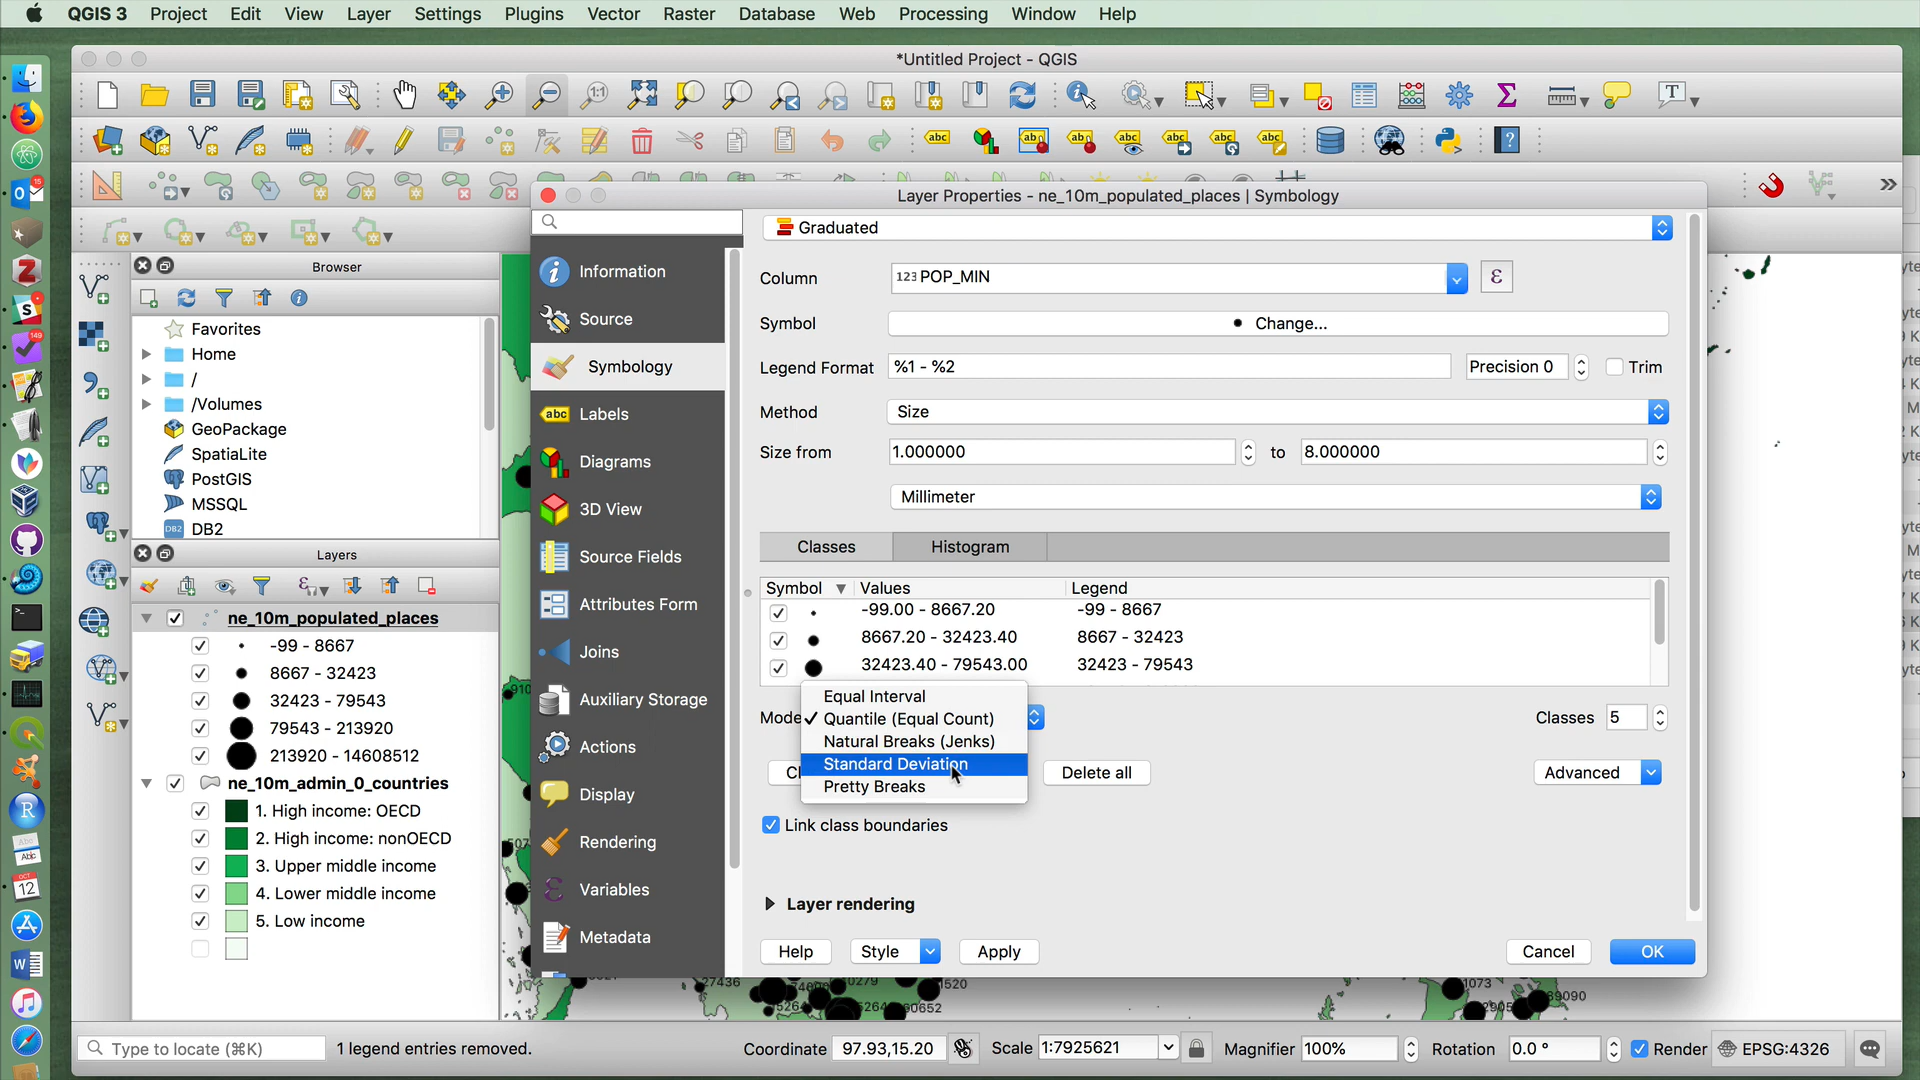 QGIS 3 Project Edit View Layer Settings Plugins Vector Raster Database Web Processing Window Help
*Untitled Project - QGIS
Layer Properties - ne_10m_populated_places | Symbology
Browser
Favorites
Home
/
/Volumes
GeoPackage
SpatiaLite
PostGIS
MSSQL
DB2
Layers
ne_10m_populated_places
-99 - 8667
8667 - 32423
32423 - 79543
79543 - 213920
213920 - 14608512
ne_10m_admin_0_countries
1. High income: OECD
2. High income: nonOECD
3. Upper middle income
4. Lower middle income
5. Low income
Information
Source
Symbology
Labels
Diagrams
3D View
Source Fields
Attributes Form
Joins
Auxiliary Storage
Actions
Display
Rendering
Variables
Metadata
Graduated
Column 123 POP_MIN ε
Symbol Change...
Legend Format %1 - %2 Precision 0 Trim
Method Size
Size from 1.000000 to 8.000000
Millimeter
Classes Histogram
Symbol Values Legend
-99.00 - 8667.20 -99 - 8667
8667.20 - 32423.40 8667 - 32423
32423.40 - 79543.00 32423 - 79543
Mode Classes 5
Equal Interval
Quantile (Equal Count)
Natural Breaks (Jenks)
Standard Deviation
Pretty Breaks
Delete all Advanced
Link class boundaries
Layer rendering
Help Style Apply Cancel OK
27436
1520
Type to locate (⌘K) 1 legend entries removed. Coordinate 97.93,15.20 Scale 1:7925621 Magnifier 100% Rotation 0.0 ° Render EPSG:4326